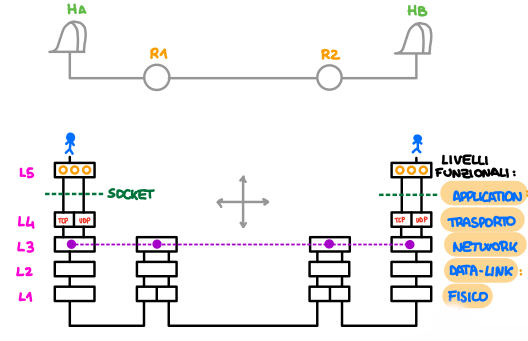 HA
HB
R1
R2
LIVELLI
FUNZIONALI:
L5
SOCKET
APPLICATION:
L4
TCP
UDP
TCP
UDP
TRASPORTO
L3
NETWORK
L2
DATA-LINK:
L1
FISICO